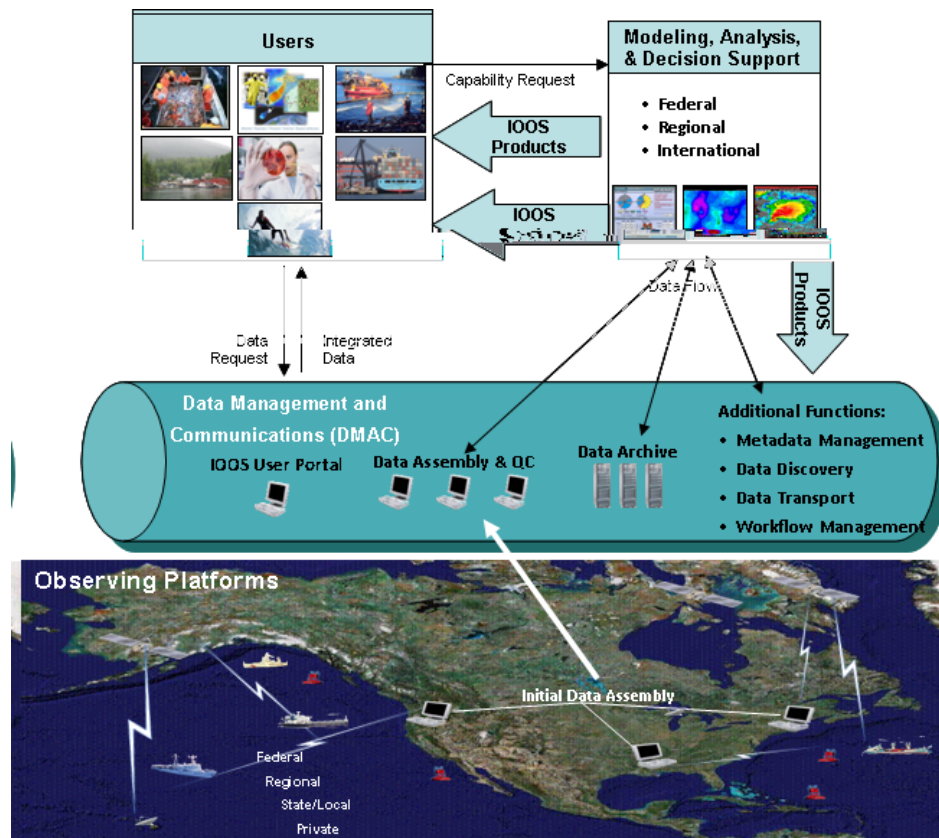 Users
Modeling, Analysis,
& Decision Support
Capability Request
• Federal
• Regional
• International
IOOS
Products
IOOS
Data Flow
IOOS
Products
Data
Request
Integrated
Data
Data Management and
Communications (DMAC)
IOOS User Portal
Data Assembly & QC
Data Archive
Additional Functions:
• Metadata Management
• Data Discovery
• Data Transport
• Workflow Management
Observing Platforms
Initial Data Assembly
Federal
Regional
State/Local
Private